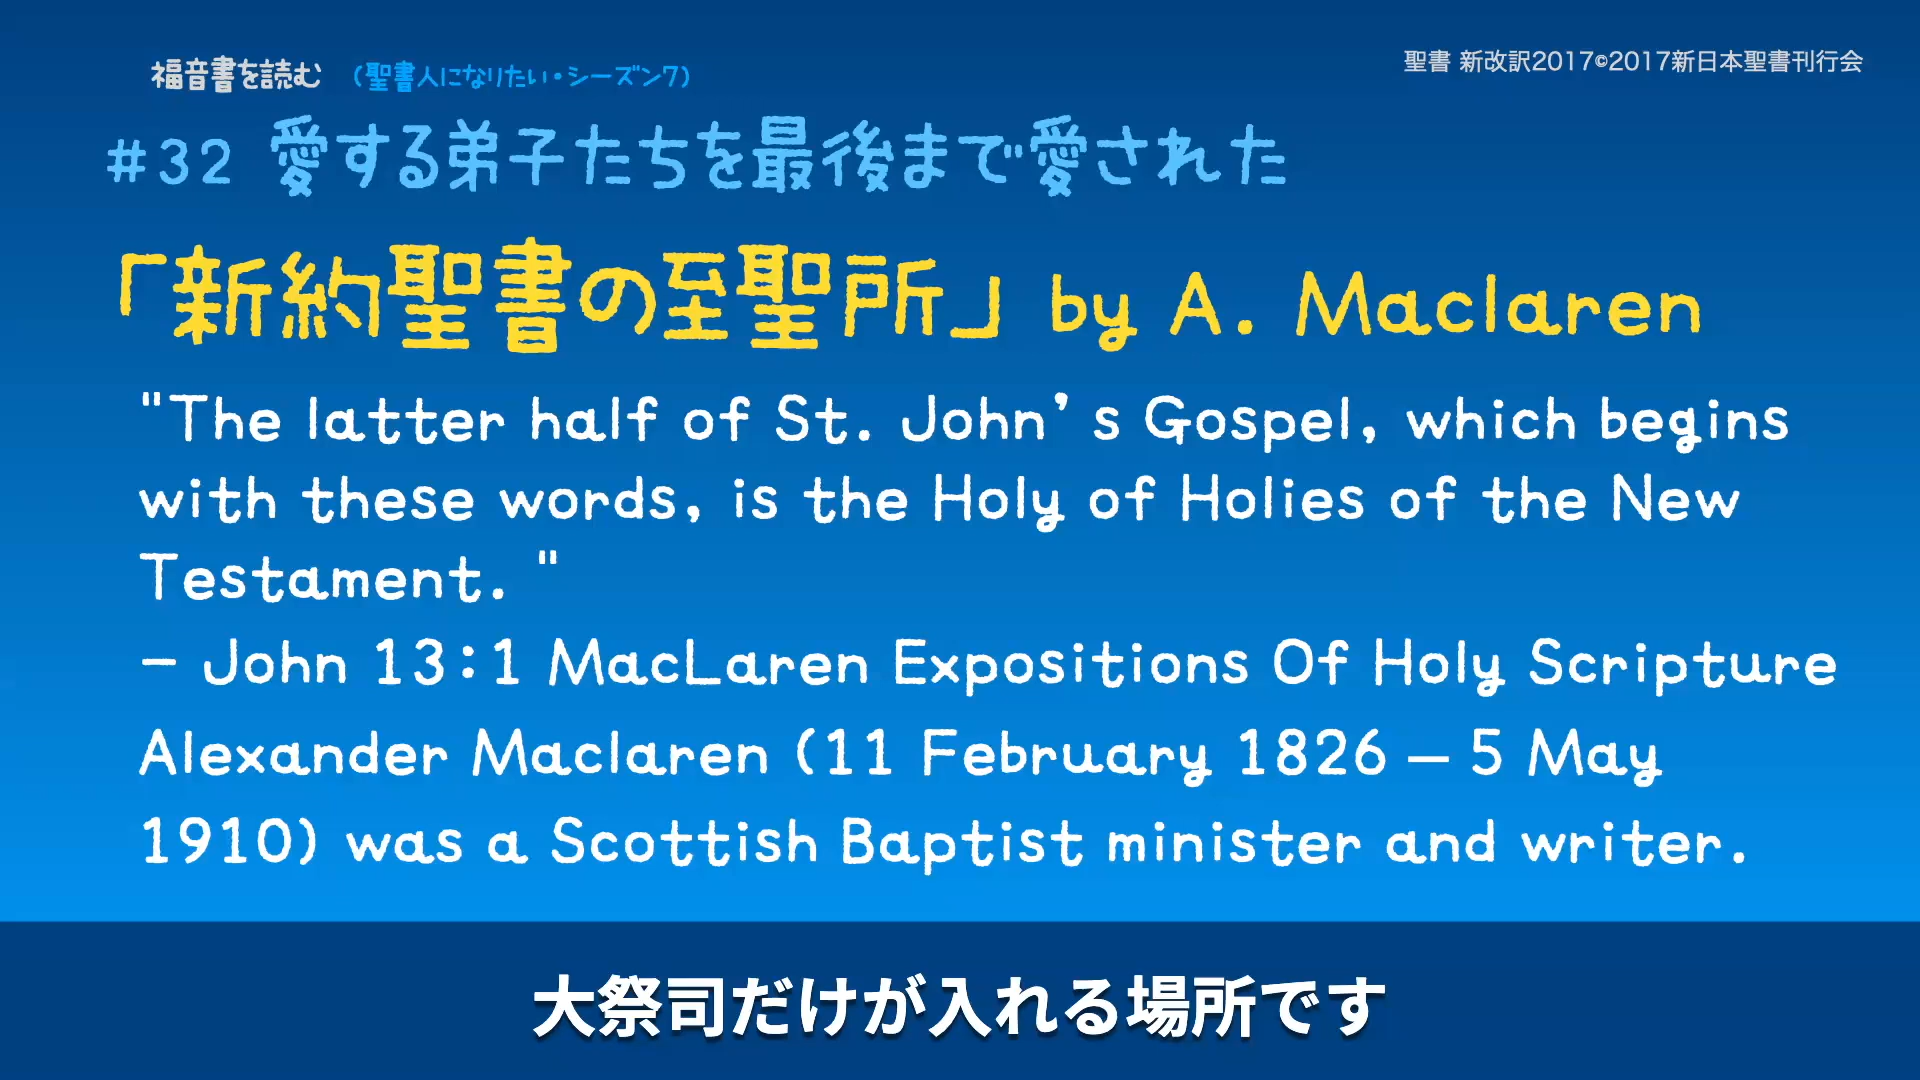 福音書を読む (聖書人になりたい・シーズン7)
聖書 新改訳2017©2017新日本聖書刊行会
#32 愛する弟子たちを最後まで愛された
「新約聖書の至聖所」 by A. Maclaren
"The latter half of St. John's Gospel, which begins
with these words, is the Holy of Holies of the New
Testament. "
- John 13:1 MacLaren Expositions Of Holy Scripture
Alexander Maclaren (11 February 1826 – 5 May
1910) was a Scottish Baptist minister and writer.
大祭司だけが入れる場所です